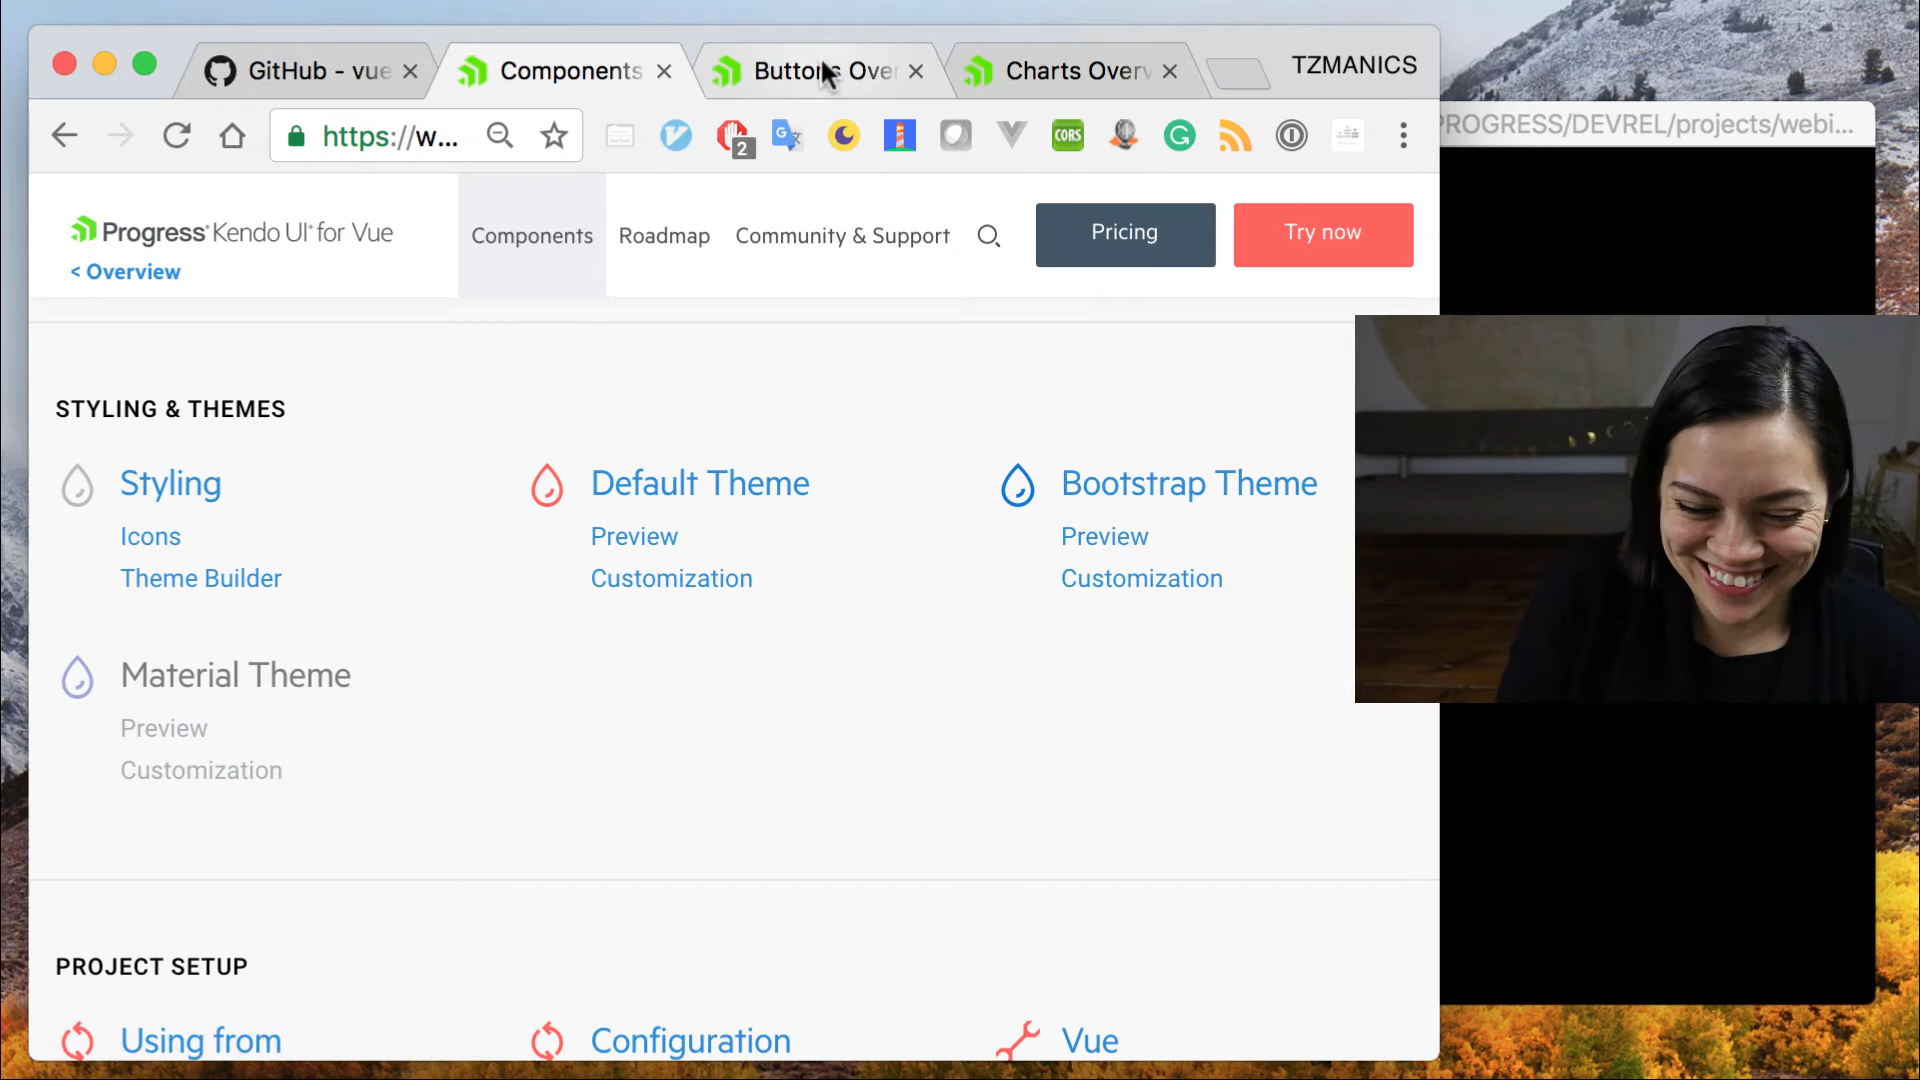 GitHub - vue
Components
Buttons Over
Charts Overv
TZMANICS
https://w...
2
CORS
PROGRESS/DEVREL/projects/webi...
Progress Kendo UI for Vue
< Overview
Components
Roadmap
Community & Support
Pricing
Try now
STYLING & THEMES
Styling
Icons
Theme Builder
Default Theme
Preview
Customization
Bootstrap Theme
Preview
Customization
Material Theme
Preview
Customization
PROJECT SETUP
Using from
Configuration
Vue